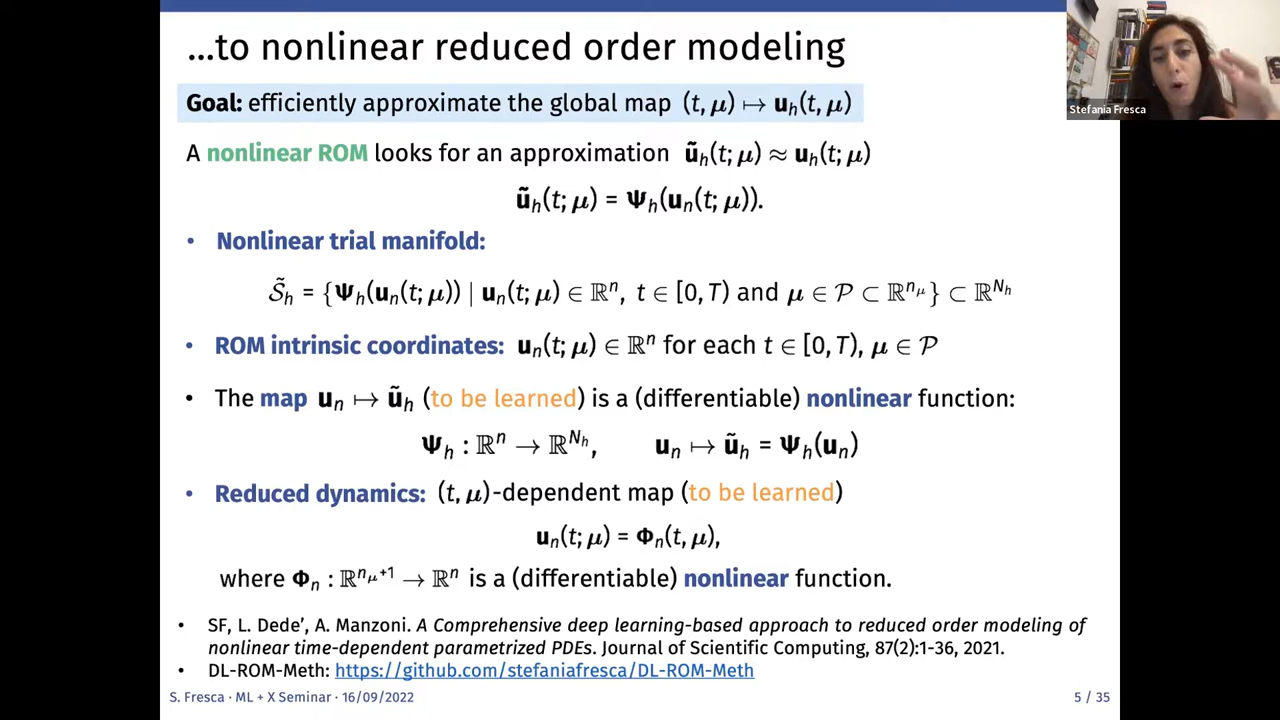 ...to nonlinear reduced order modeling
Stefania Fresca
Goal: efficiently approximate the global map (t, μ) ↦ u_h(t, μ)
A nonlinear ROM looks for an approximation ũ_h(t; μ) ≈ u_h(t; μ)
ũ_h(t; μ) = Ψ_h(u_n(t; μ)).
• Nonlinear trial manifold:
S̃_h = {Ψ_h(u_n(t; μ)) | u_n(t; μ) ∈ ℝ^n, t ∈ [0, T) and μ ∈ 𝒫 ⊂ ℝ^{n_μ}} ⊂ ℝ^{N_h}
• ROM intrinsic coordinates: u_n(t; μ) ∈ ℝ^n for each t ∈ [0, T), μ ∈ 𝒫
• The map u_n ↦ ũ_h (to be learned) is a (differentiable) nonlinear function:
Ψ_h : ℝ^n → ℝ^{N_h}, u_n ↦ ũ_h = Ψ_h(u_n)
• Reduced dynamics: (t, μ)-dependent map (to be learned)
u_n(t; μ) = Φ_n(t, μ),
where Φ_n : ℝ^{n_μ+1} → ℝ^n is a (differentiable) nonlinear function.
• SF, L. Dede', A. Manzoni. A Comprehensive deep learning-based approach to reduced order modeling of
nonlinear time-dependent parametrized PDEs. Journal of Scientific Computing, 87(2):1-36, 2021.
• DL-ROM-Meth: https://github.com/stefaniafresca/DL-ROM-Meth
S. Fresca · ML + X Seminar · 16/09/2022
5 / 35